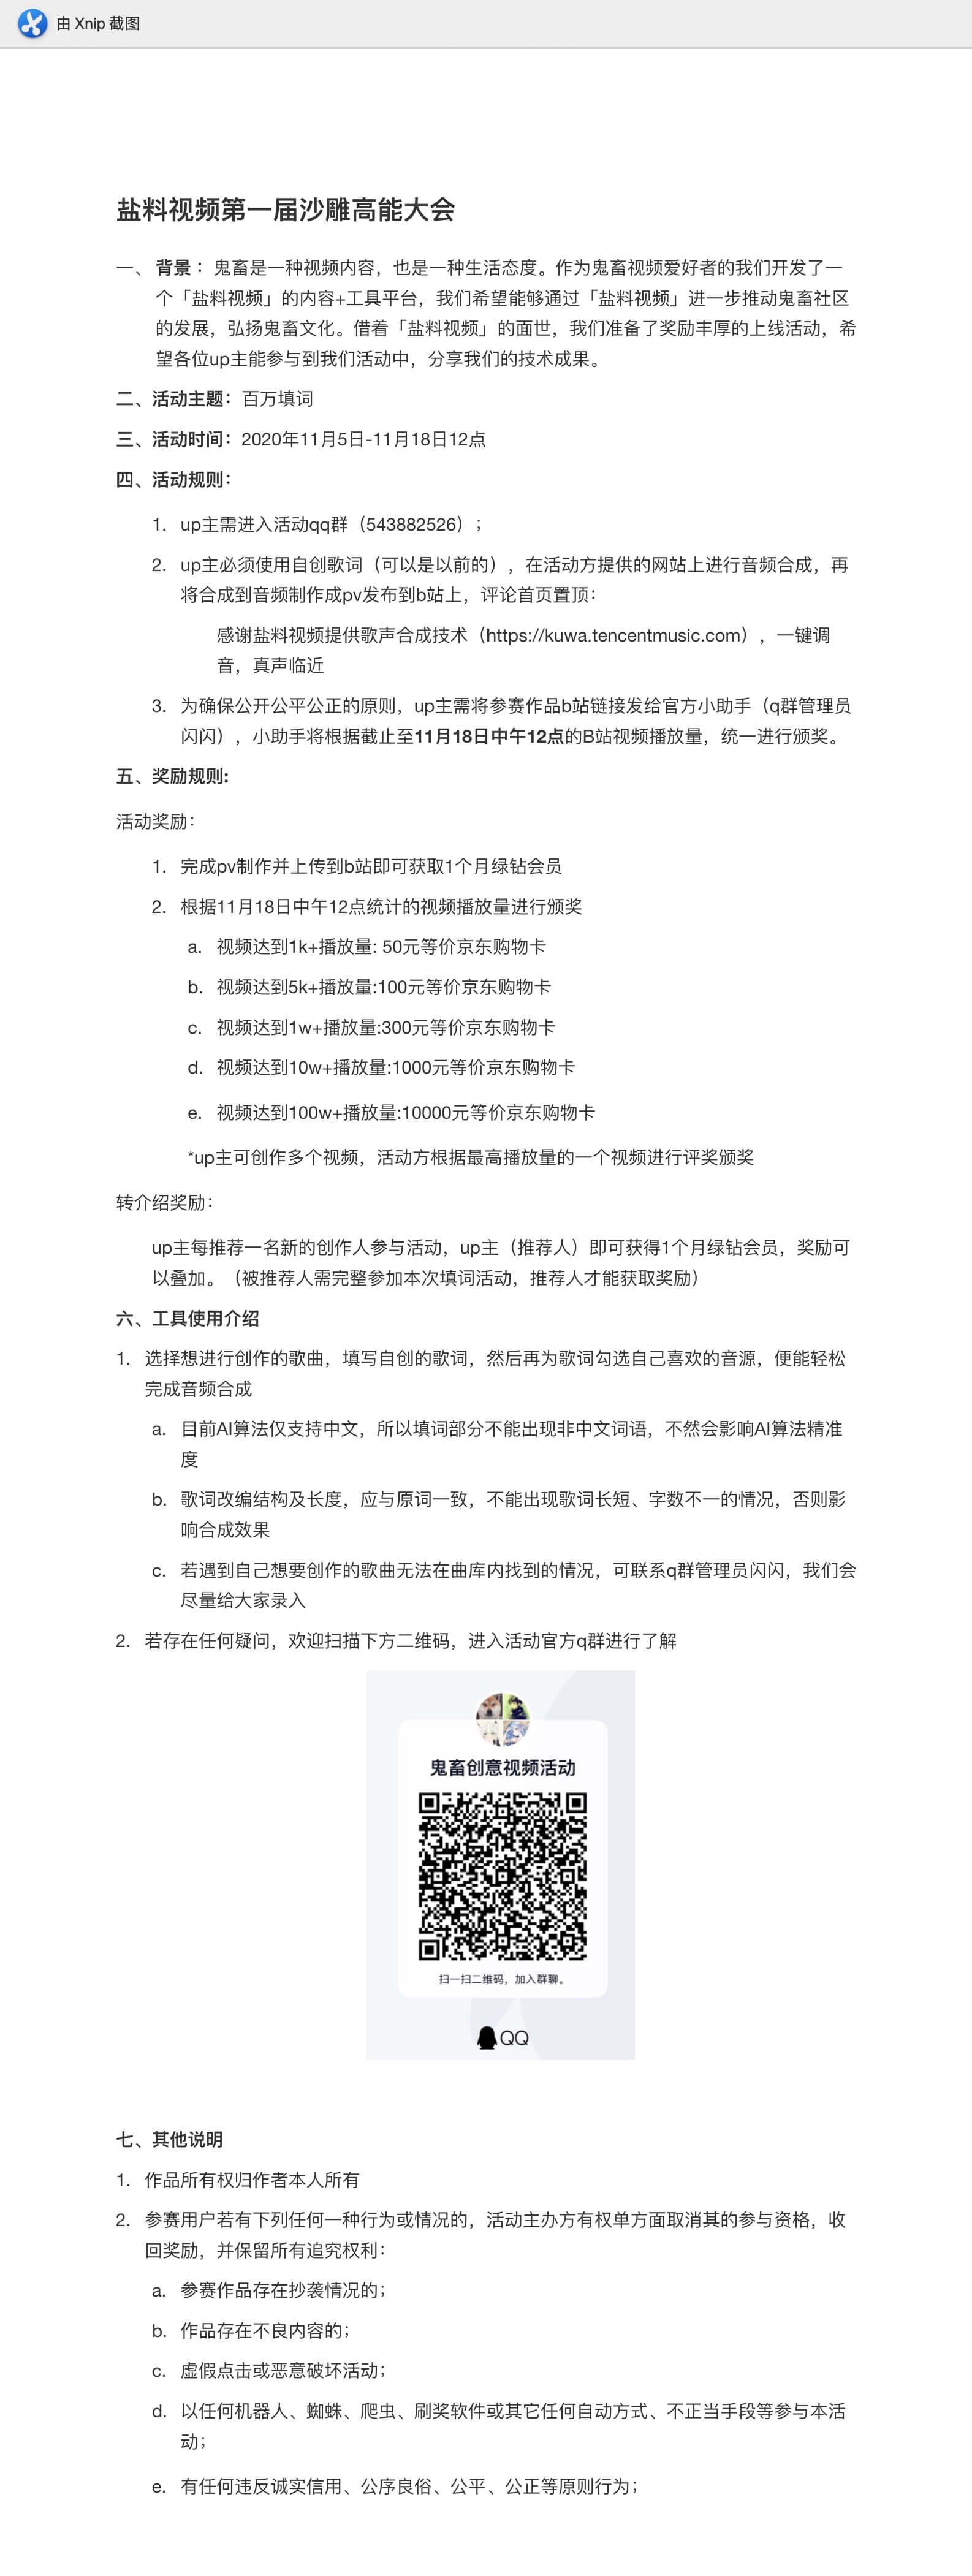 由 Xnip 截图
盐料视频第一届沙雕高能大会
一、 背景： 鬼畜是一种视频内容，也是一种生活态度。作为鬼畜视频爱好者的我们开发了一
个「盐料视频」的内容+工具平台，我们希望能够通过「盐料视频」进一步推动鬼畜社区
的发展，弘扬鬼畜文化。借着「盐料视频」的面世，我们准备了奖励丰厚的上线活动，希
望各位up主能参与到我们活动中，分享我们的技术成果。
二、活动主题：百万填词
三、活动时间：2020年11月5日-11月18日12点
四、活动规则：
1. up主需进入活动qq群（543882526）；
2. up主必须使用自创歌词（可以是以前的），在活动方提供的网站上进行音频合成，再
将合成到音频制作成pv发布到b站上，评论首页置顶：
感谢盐料视频提供歌声合成技术（https://kuwa.tencentmusic.com），一键调
音，真声临近
3. 为确保公开公平公正的原则，up主需将参赛作品b站链接发给官方小助手（q群管理员
闪闪），小助手将根据截止至11月18日中午12点的B站视频播放量，统一进行颁奖。
五、奖励规则:
活动奖励：
1. 完成pv制作并上传到b站即可获取1个月绿钻会员
2. 根据11月18日中午12点统计的视频播放量进行颁奖
a. 视频达到1k+播放量: 50元等价京东购物卡
b. 视频达到5k+播放量:100元等价京东购物卡
c. 视频达到1w+播放量:300元等价京东购物卡
d. 视频达到10w+播放量:1000元等价京东购物卡
e. 视频达到100w+播放量:10000元等价京东购物卡
*up主可创作多个视频，活动方根据最高播放量的一个视频进行评奖颁奖
转介绍奖励：
up主每推荐一名新的创作人参与活动，up主（推荐人）即可获得1个月绿钻会员，奖励可
以叠加。（被推荐人需完整参加本次填词活动，推荐人才能获取奖励）
六、工具使用介绍
1. 选择想进行创作的歌曲，填写自创的歌词，然后再为歌词勾选自己喜欢的音源，便能轻松
完成音频合成
a. 目前AI算法仅支持中文，所以填词部分不能出现非中文词语，不然会影响AI算法精准
度
b. 歌词改编结构及长度，应与原词一致，不能出现歌词长短、字数不一的情况，否则影
响合成效果
c. 若遇到自己想要创作的歌曲无法在曲库内找到的情况，可联系q群管理员闪闪，我们会
尽量给大家录入
2. 若存在任何疑问，欢迎扫描下方二维码，进入活动官方q群进行了解
鬼畜创意视频活动
扫一扫二维码，加入群聊。
QQ
七、其他说明
1. 作品所有权归作者本人所有
2. 参赛用户若有下列任何一种行为或情况的，活动主办方有权单方面取消其的参与资格，收
回奖励，并保留所有追究权利：
a. 参赛作品存在抄袭情况的；
b. 作品存在不良内容的；
c. 虚假点击或恶意破坏活动；
d. 以任何机器人、蜘蛛、爬虫、刷奖软件或其它任何自动方式、不正当手段等参与本活
动；
e. 有任何违反诚实信用、公序良俗、公平、公正等原则行为；